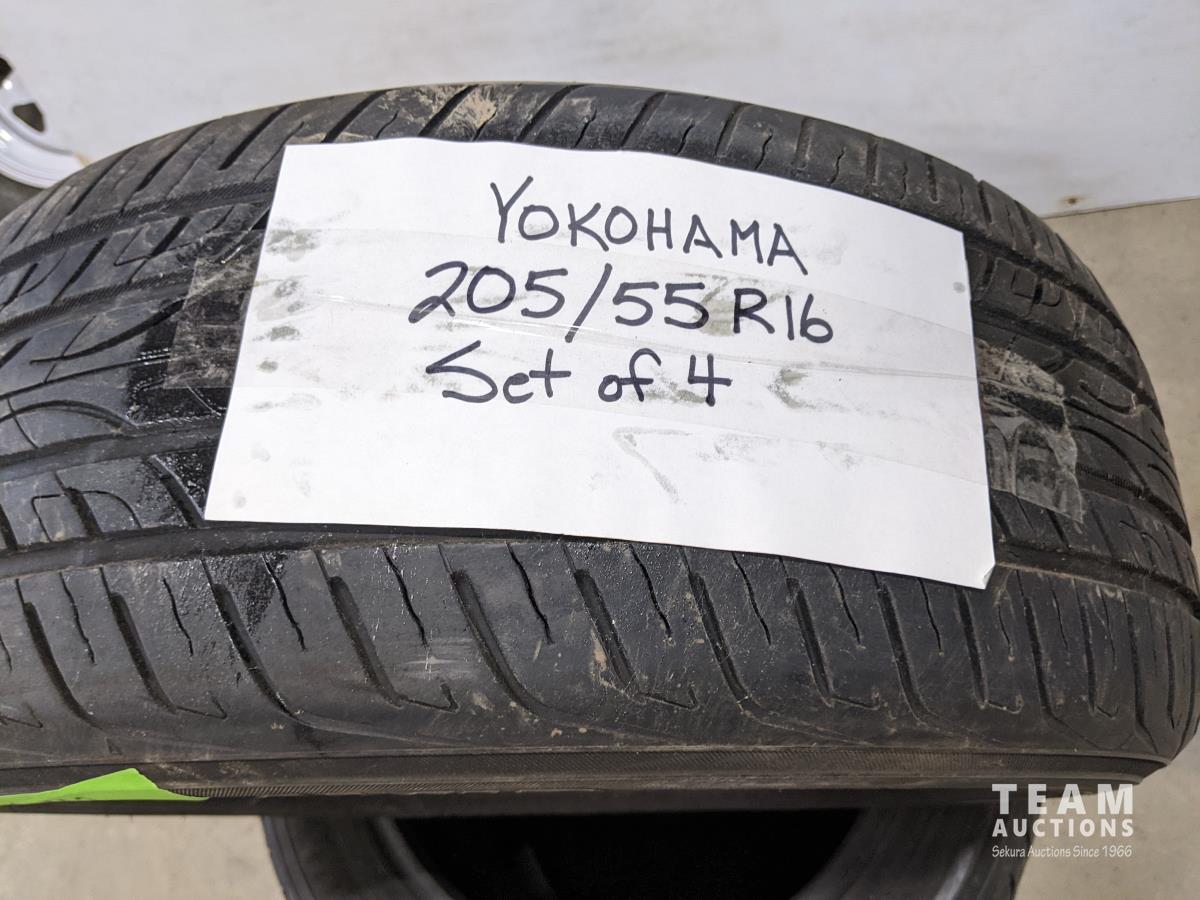 YOKOHAMA
205/55 R16
Set of 4
TEAM
AUCTIONS
Sekura Auctions Since 1966